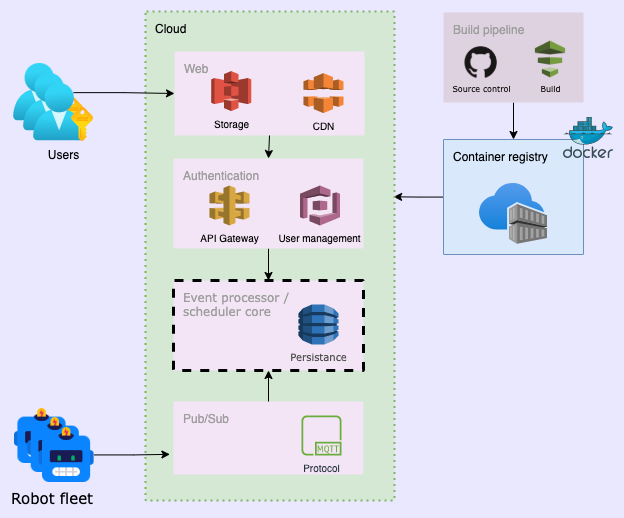 Cloud
Build pipeline
Source control
Build
Web
Storage
CDN
Users
docker
Container registry
Authentication
API Gateway
User management
Event processor /
scheduler core
Persistance
Pub/Sub
MQTT
Protocol
Robot fleet